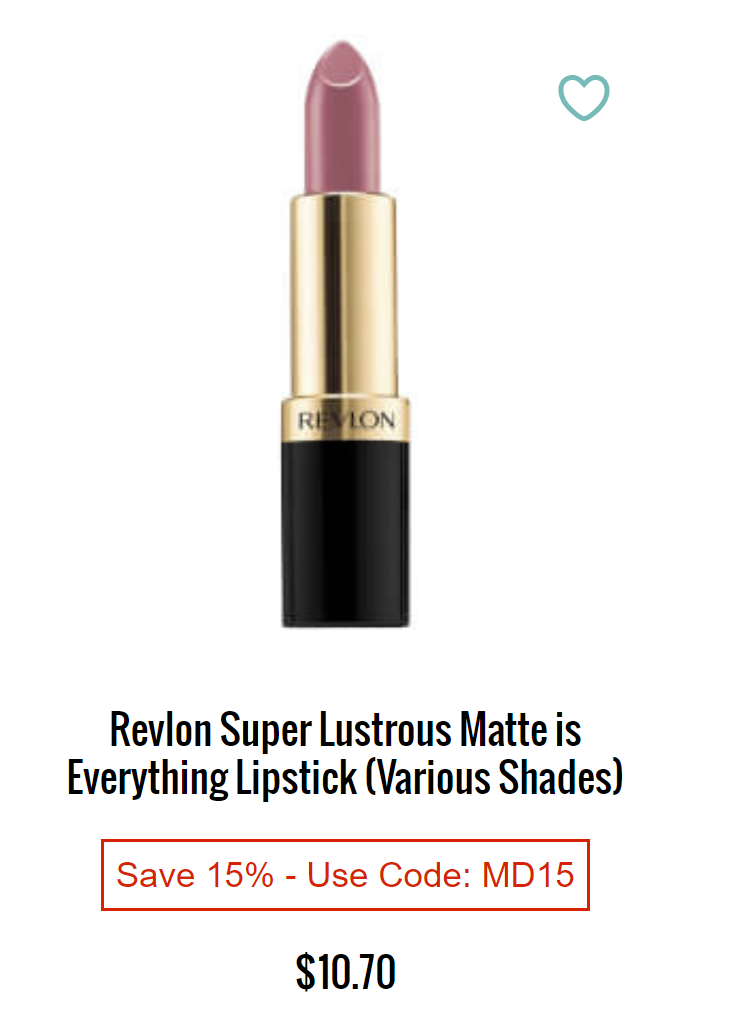 REVLON
Revlon Super Lustrous Matte is
Everything Lipstick (Various Shades)
Save 15% - Use Code: MD15
$10.70